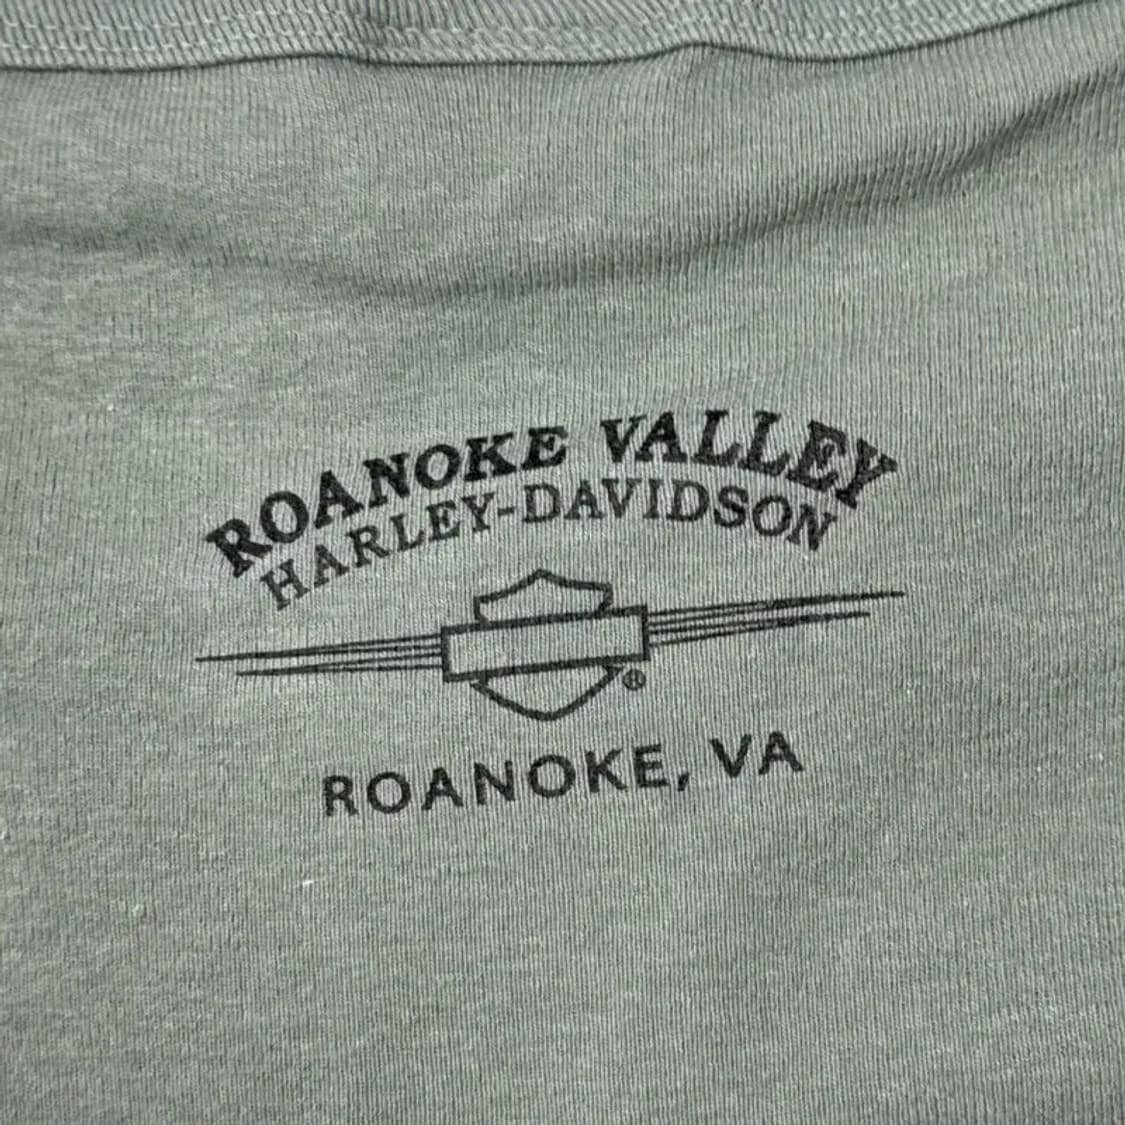 ROANOKE VALLEY
HARLEY-DAVIDSON
®
ROANOKE, VA